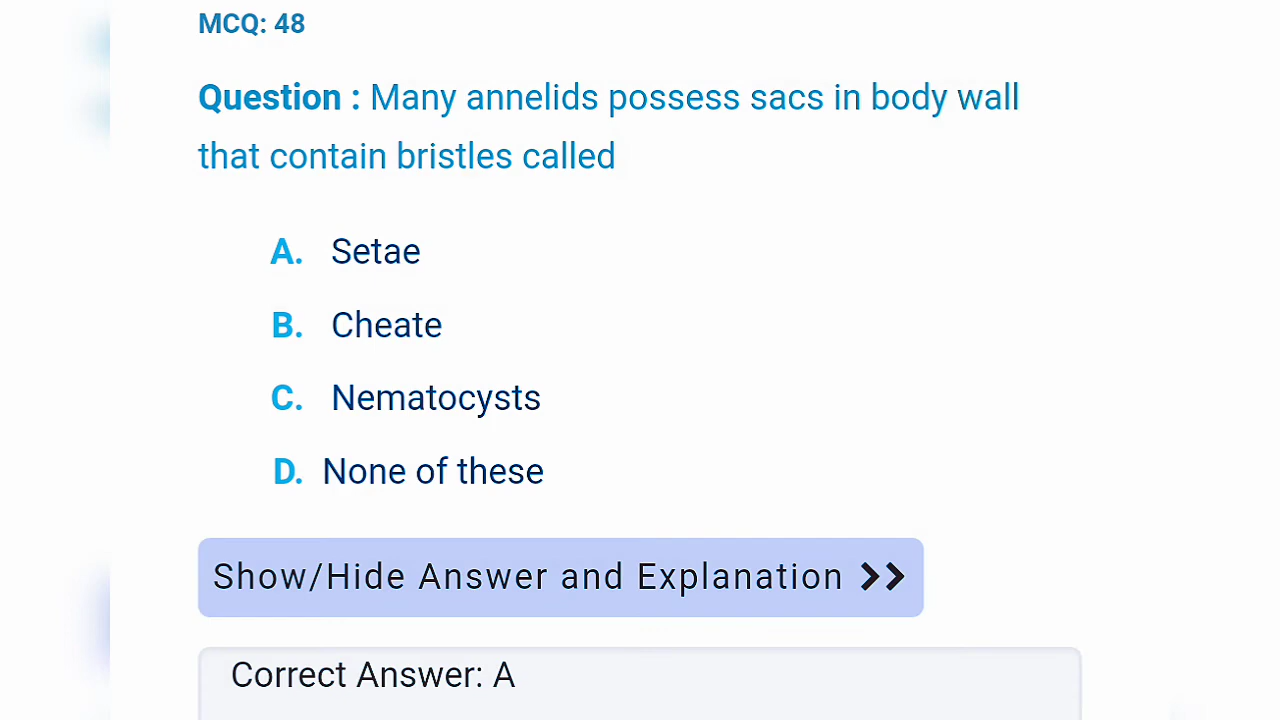 MCQ: 48
Question : Many annelids possess sacs in body wall
that contain bristles called
A. Setae
B. Cheate
C. Nematocysts
D. None of these
Show/Hide Answer and Explanation >>
Correct Answer: A